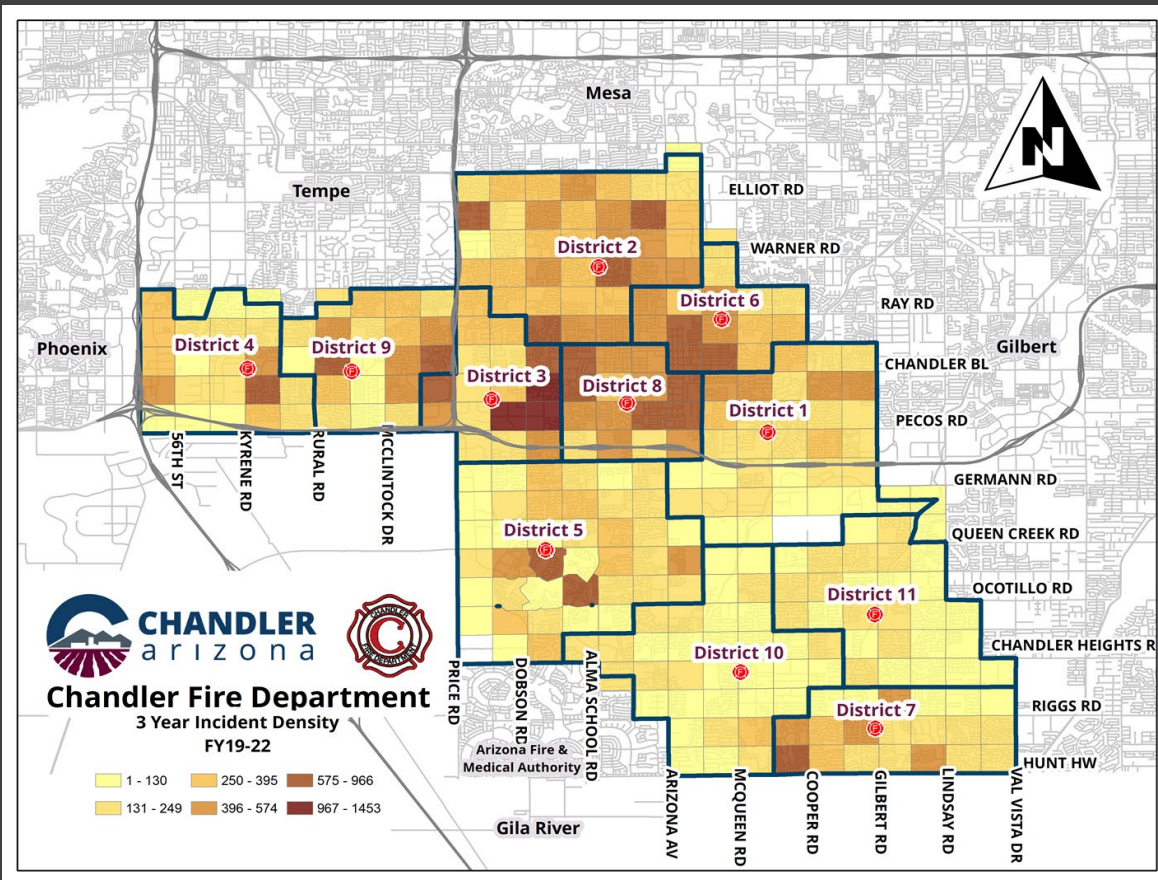 Mesa
N
Tempe
ELLIOT RD
District 2
WARNER RD
District 6
RAY RD
Phoenix
District 4
District 9
Gilbert
CHANDLER BL
District 3
District 8
District 1
PECOS RD
56TH ST
KYRENE RD
RURAL RD
MCCLINTOCK DR
GERMANN RD
District 5
QUEEN CREEK RD
OCOTILLO RD
District 11
CHANDLER HEIGHTS R
District 10
PRICE RD
DOBSON RD
ALMA SCHOOL RD
District 7
RIGGS RD
HUNT HW
ARIZONA AV
MCQUEEN RD
COOPER RD
GILBERT RD
LINDSAY RD
VAL VISTA DR
Arizona Fire &
Medical Authority
Gila River
CHANDLER
arizona
CHANDLER
C
FIRE DEPARTMENT
Chandler Fire Department
3 Year Incident Density
FY19-22
1 - 130
250 - 395
575 - 966
131 - 249
396 - 574
967 - 1453